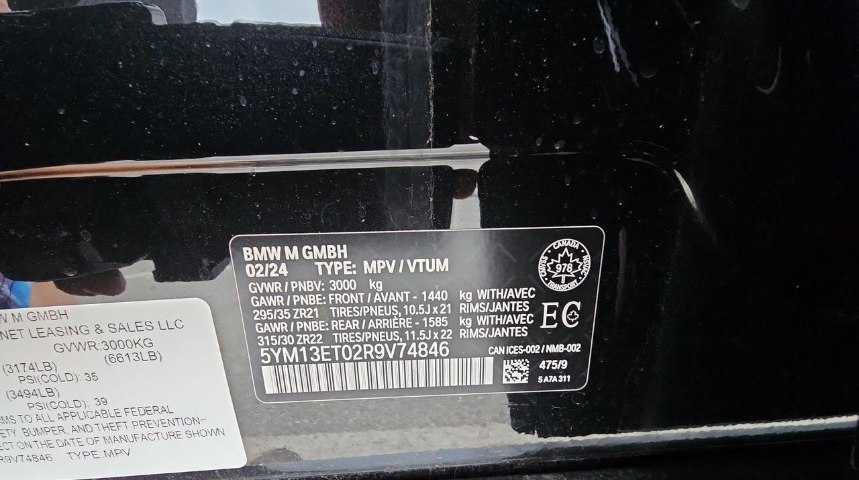 BMW M GMBH
02/24 TYPE: MPV / VTUM
GVWR / PNBV: 3000 kg
GAWR / PNBE: FRONT / AVANT - 1440 kg WITH/AVEC
295/35 ZR21 TIRES/PNEUS, 10.5J x 21 RIMS/JANTES
GAWR / PNBE: REAR / ARRIÈRE - 1585 kg WITH/AVEC
315/30 ZR22 TIRES/PNEUS, 11.5J x 22 RIMS/JANTES
5YM13ET02R9V74846
CANADA
978
TRANSPORT
EC
CAN ICES-002 / NMB-002
475/9
5 A7A 311
W M GMBH
NET LEASING & SALES LLC
GVWR:3000KG
(6613LB)
(3174LB)
PSI(COLD): 35
(3494LB)
PSI(COLD): 39
MS TO ALL APPLICABLE FEDERAL
ETY, BUMPER, AND THEFT PREVENTION-
ECT ON THE DATE OF MANUFACTURE SHOWN
R9V74846 TYPE:MPV